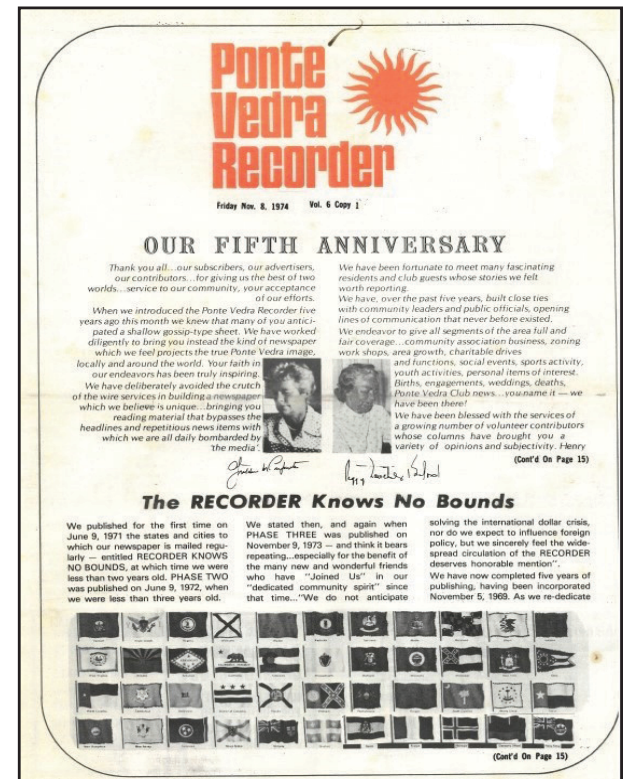 Ponte
Vedra
Recorder
Friday Nov. 8, 1974 Vol. 6 Copy 1
OUR FIFTH ANNIVERSARY
Thank you all...our subscribers, our advertisers,
our contributors...for giving us the best of two
worlds...service to our community, your acceptance
of our efforts.
When we introduced the Ponte Vedra Recorder five
years ago this month we knew that many of you antici-
pated a shallow gossip-type sheet. We have worked
diligently to bring you instead the kind of newspaper
which we feel projects the true Ponte Vedra image,
locally and around the world. Your faith in
our endeavors has been truly inspiring.
We have deliberately avoided the crutch
of the wire services in building a newspaper
which we believe is unique...bringing you
reading material that bypasses the
headlines and repetitious news items with
which we are all daily bombarded by
'the media'.
We have been fortunate to meet many fascinating
residents and club guests whose stories we felt
worth reporting.
We have, over the past five years, built close ties
with community leaders and public officials, opening
lines of communication that never before existed.
We endeavor to give all segments of the area full and
fair coverage...community association business, zoning
work shops, area growth, charitable drives
and functions, social events, sports activity,
youth activities, personal items of interest.
Births, engagements, weddings, deaths,
Ponte Vedra Club news...you name it — we
have been there!
We have been blessed with the services of
a growing number of volunteer contributors
whose columns have brought you a
variety of opinions and subjectivity. Henry
(Cont'd On Page 15)
The RECORDER Knows No Bounds
We published for the first time on
June 9, 1971 the states and cities to
which our newspaper is mailed regu-
larly — entitled RECORDER KNOWS
NO BOUNDS, at which time we were
less than two years old. PHASE TWO
was published on June 9, 1972, when
we were less than three years old.
We stated then, and again when
PHASE THREE was published on
November 9, 1973 — and think it bears
repeating...especially for the benefit of
the many new and wonderful friends
who have "Joined Us" in our
"dedicated community spirit" since
that time..."We do not anticipate
solving the international dollar crisis,
nor do we expect to influence foreign
policy, but we sincerely feel the wide-
spread circulation of the RECORDER
deserves honorable mention".
We have now completed five years of
publishing, having been incorporated
November 5, 1969. As we re-dedicate
(Cont'd On Page 15)